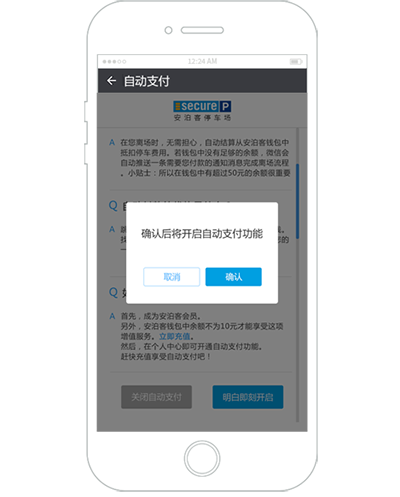 12:24 AM
自动支付
isecure P
安泊客停车场
A 在您离场时，无需担心，自动结算从安泊客钱包中
抵扣停车费用。若钱包中没有足够的余额，微信会
自动推送一条需要您付款的通知消息完成离场流程
。小贴士：所以在钱包中有超过50元的余额很重要
Q
A
找
确认后将开启自动支付功能
取消
确认
Q
A 首先，成为安泊客会员。
另外，安泊客钱包中余额不为10元才能享受这项
增值服务。立即充值。
然后，在个人中心即可开通自动支付功能。
赶快充值享受自动支付吧！
关闭自动支付
明白即刻开启